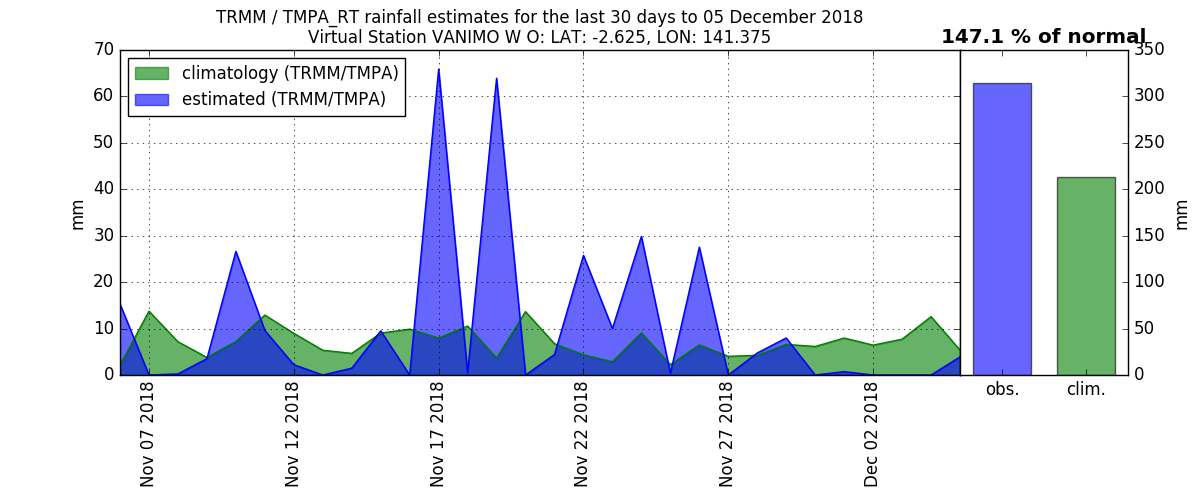 TRMM / TMPA_RT rainfall estimates for the last 30 days to 05 December 2018
Virtual Station VANIMO W O: LAT: -2.625, LON: 141.375
147.1 % of normal
climatology (TRMM/TMPA)
estimated (TRMM/TMPA)
70
60
50
40
30
20
10
0
mm
Nov 07 2018
Nov 12 2018
Nov 17 2018
Nov 22 2018
Nov 27 2018
Dec 02 2018
obs.
clim.
350
300
250
200
150
100
50
0
mm